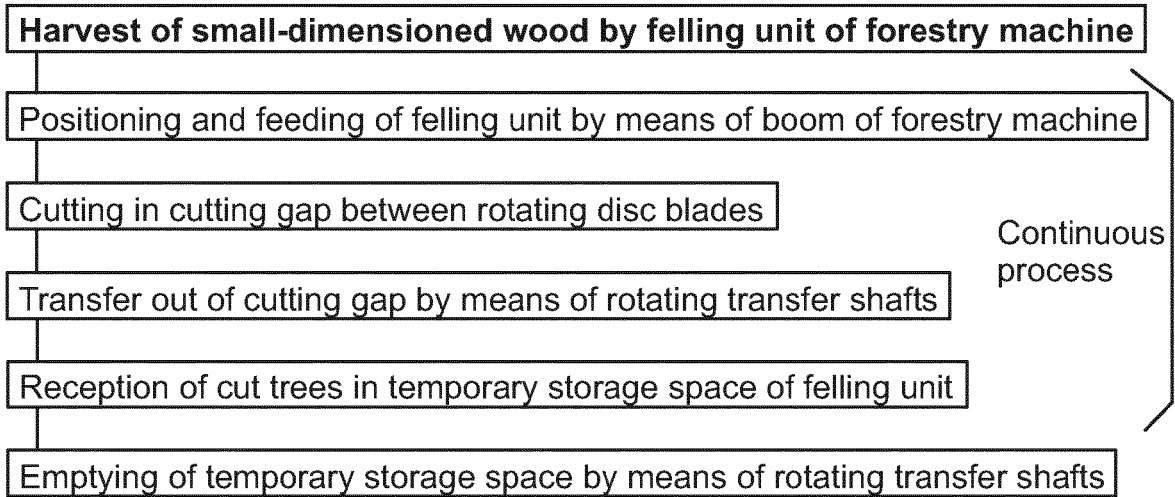 Harvest of small-dimensioned wood by felling unit of forestry machine
Positioning and feeding of felling unit by means of boom of forestry machine
Cutting in cutting gap between rotating disc blades
Continuous
process
Transfer out of cutting gap by means of rotating transfer shafts
Reception of cut trees in temporary storage space of felling unit
Emptying of temporary storage space by means of rotating transfer shafts